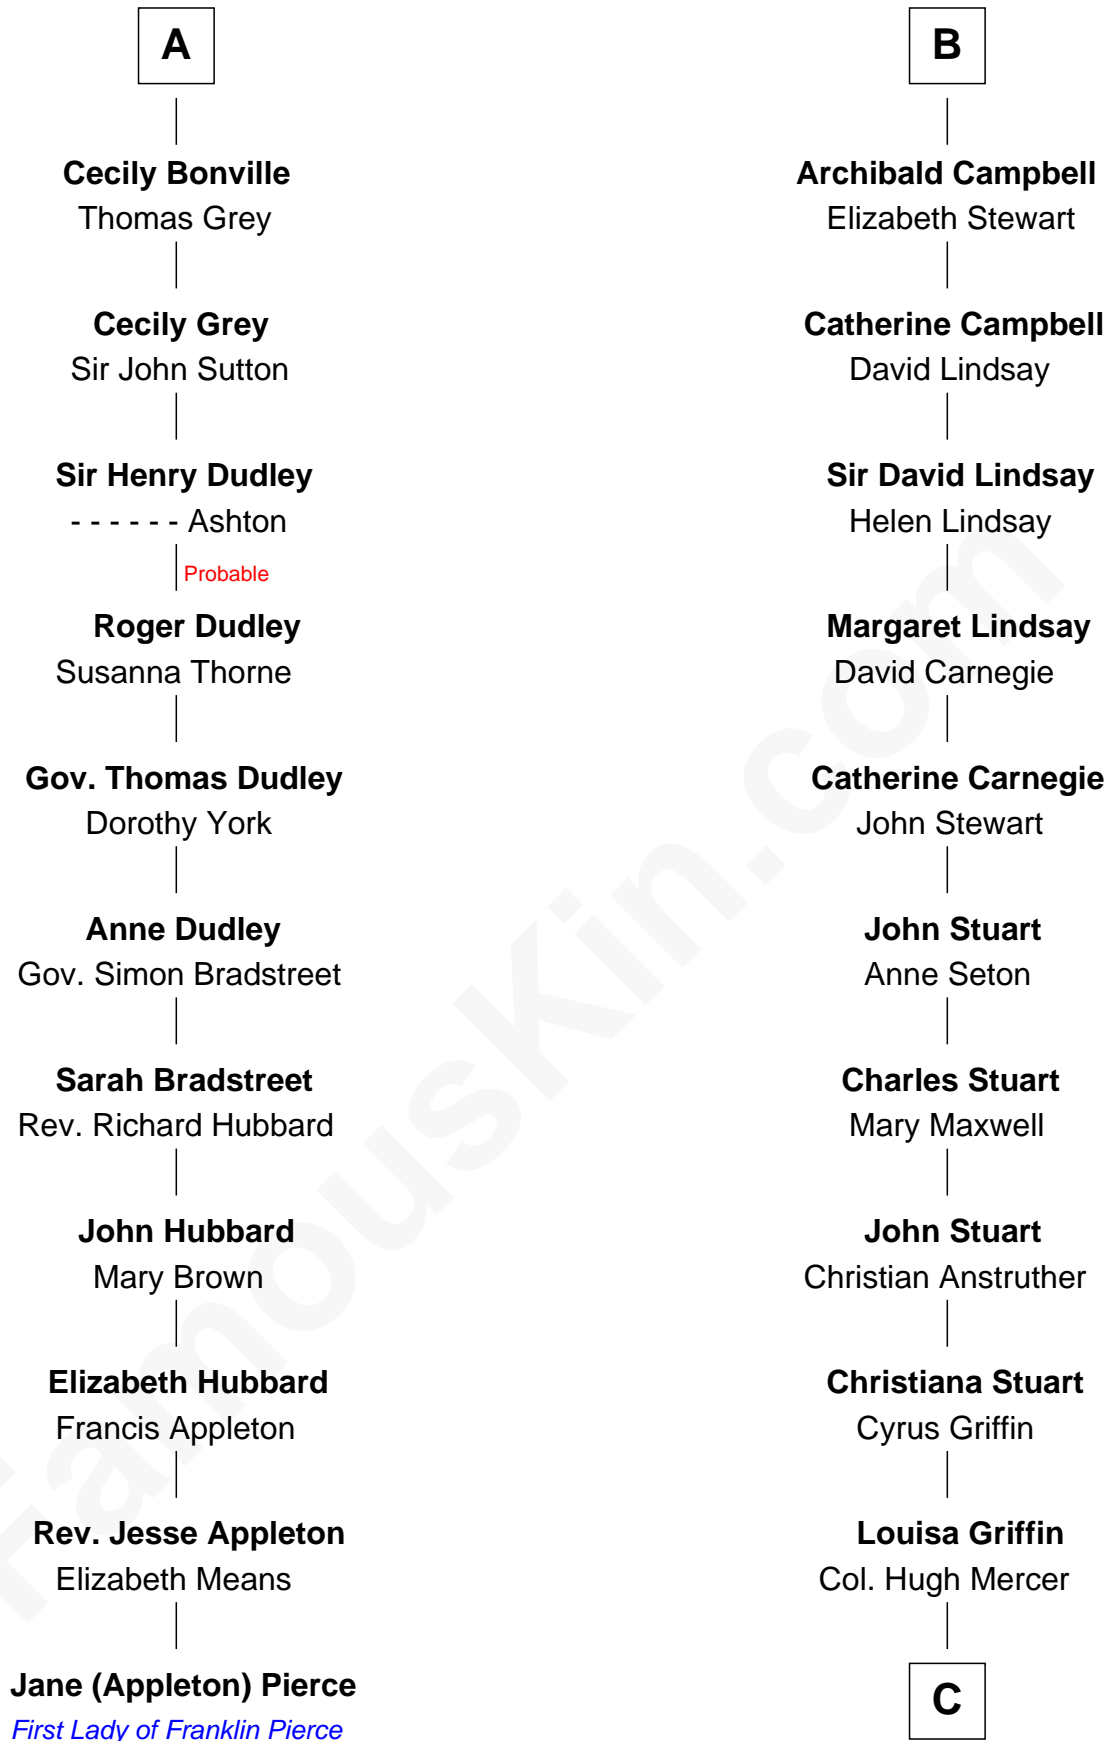 A
Cecily Bonville
Thomas Grey
Cecily Grey
Sir John Sutton
Sir Henry Dudley
- - - - - - Ashton
Probable
Roger Dudley
Susanna Thorne
Gov. Thomas Dudley
Dorothy York
Anne Dudley
Gov. Simon Bradstreet
Sarah Bradstreet
Rev. Richard Hubbard
John Hubbard
Mary Brown
Elizabeth Hubbard
Francis Appleton
Rev. Jesse Appleton
Elizabeth Means
Jane (Appleton) Pierce
First Lady of Franklin Pierce
B
Archibald Campbell
Elizabeth Stewart
Catherine Campbell
David Lindsay
Sir David Lindsay
Helen Lindsay
Margaret Lindsay
David Carnegie
Catherine Carnegie
John Stewart
John Stuart
Anne Seton
Charles Stuart
Mary Maxwell
John Stuart
Christian Anstruther
Christiana Stuart
Cyrus Griffin
Louisa Griffin
Col. Hugh Mercer
C
FamousKin.com